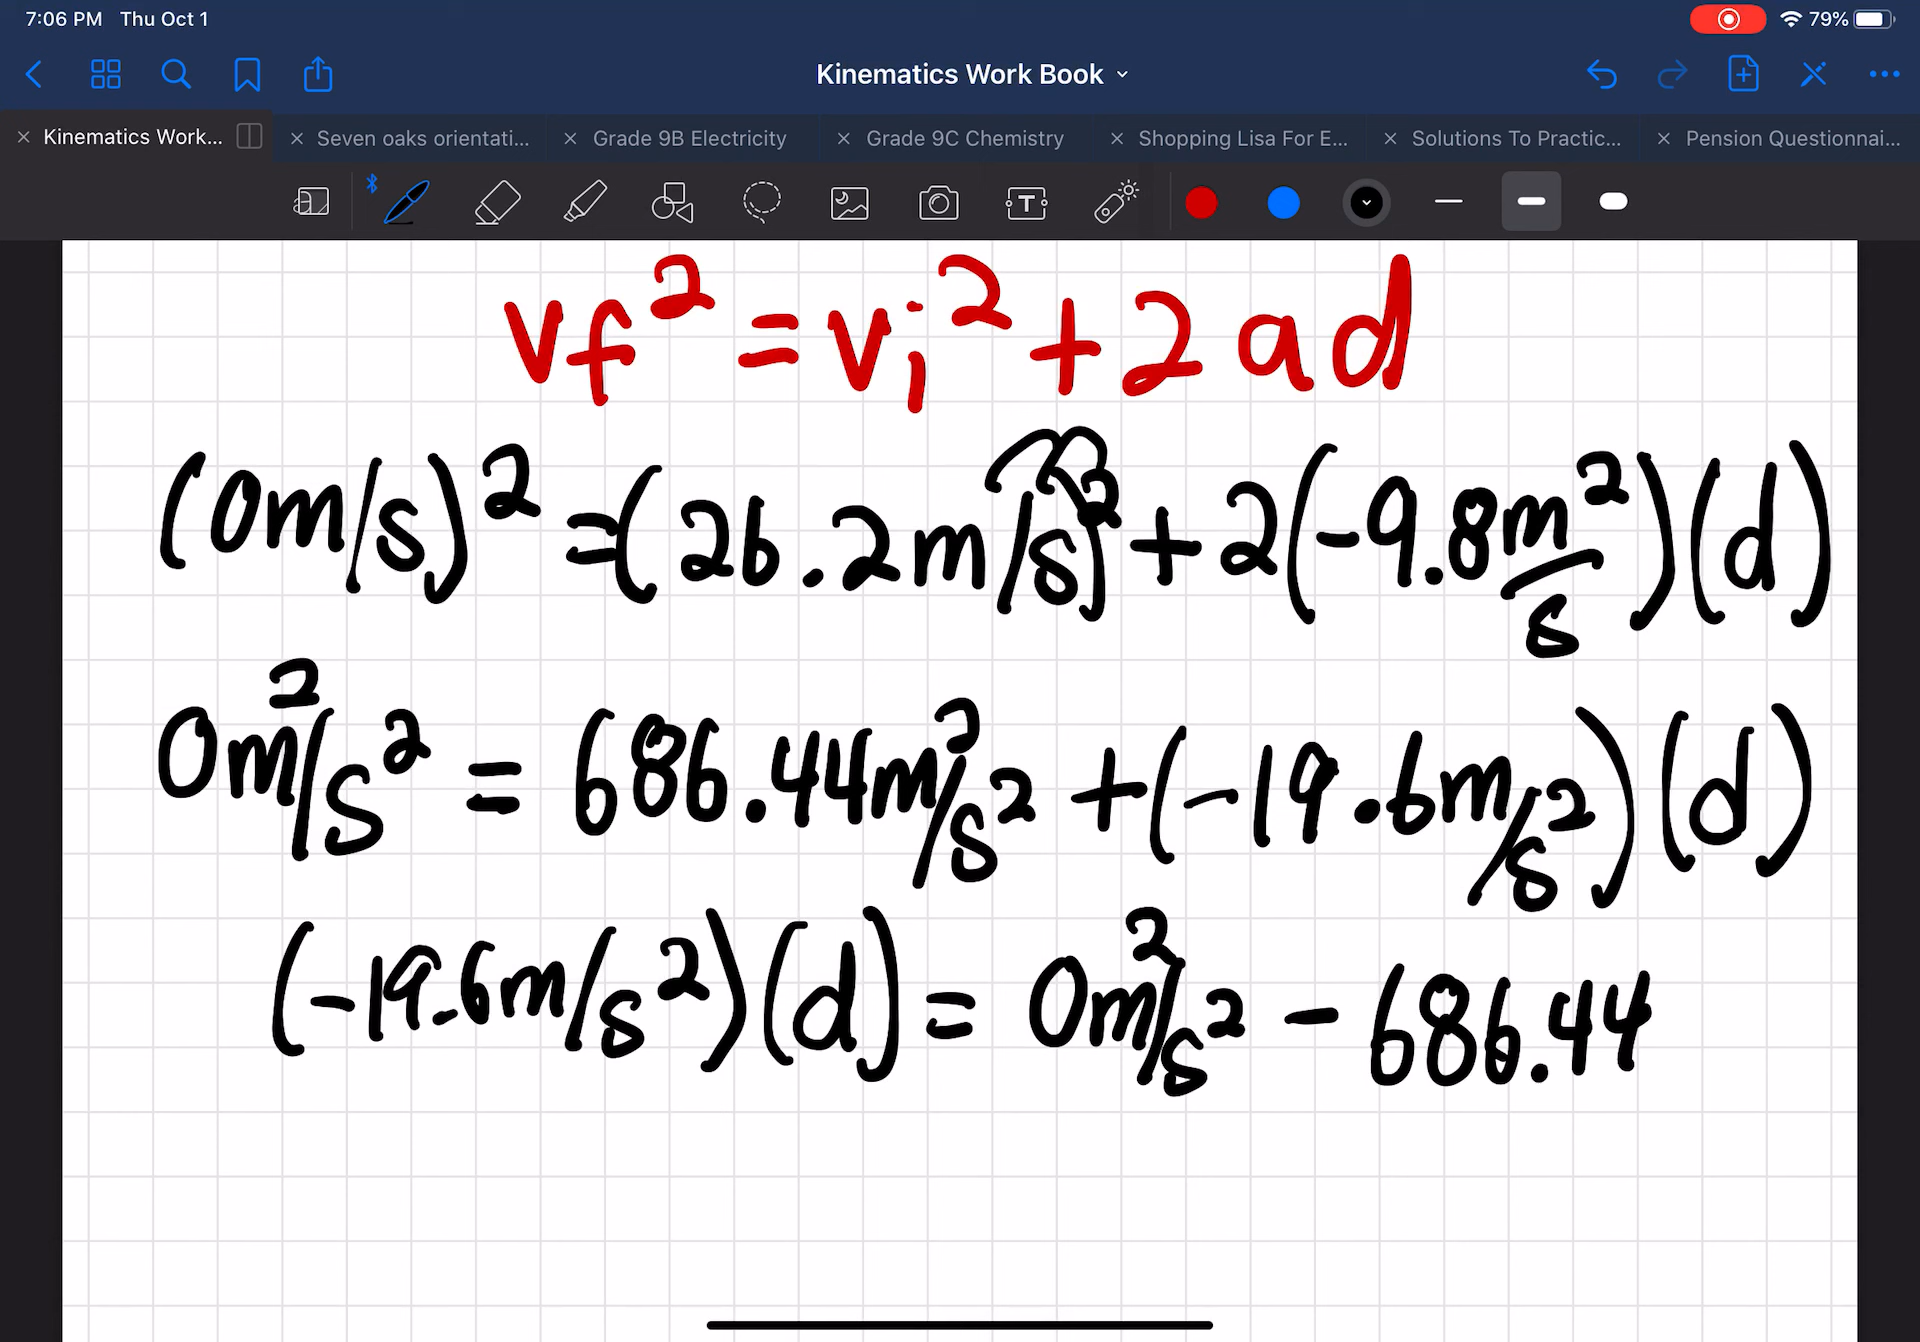 7:06 PM Thu Oct 1 79%
Kinematics Work Book
Kinematics Work... Seven oaks orientati... Grade 9B Electricity Grade 9C Chemistry Shopping Lisa For E... Solutions To Practic... Pension Questionnai...
vf² = vi² + 2ad
(0m/s)² = (26.2m/s)² + 2(-9.8m²/s)(d)
0m²/s² = 686.44m²/s² + (-19.6m/s²)(d)
(-19.6m/s²)(d) = 0m²/s² - 686.44